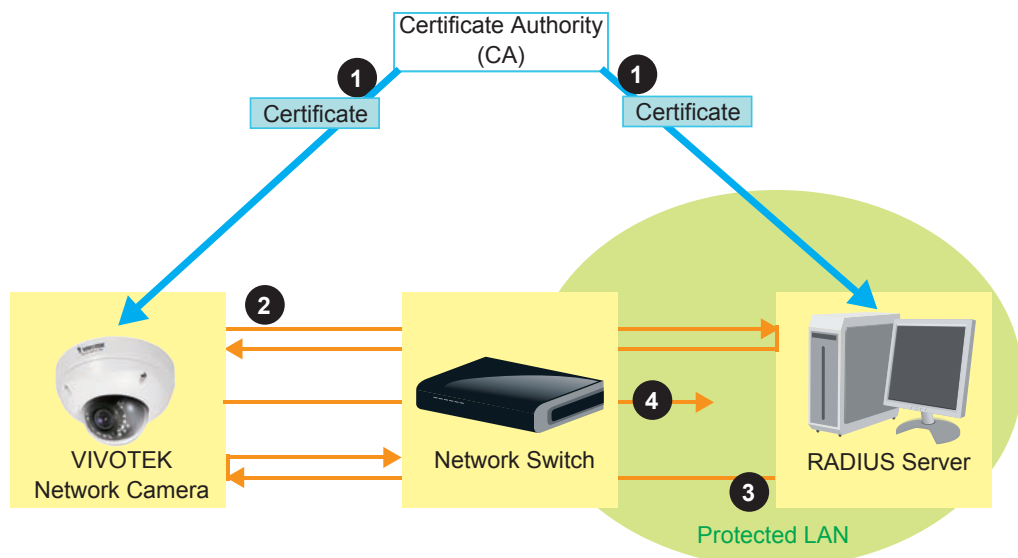 Certificate Authority
(CA)
1
1
Certificate
Certificate
2
VIVOTEK
4
VIVOTEK
Network Camera
Network Switch
RADIUS Server
3
Protected LAN